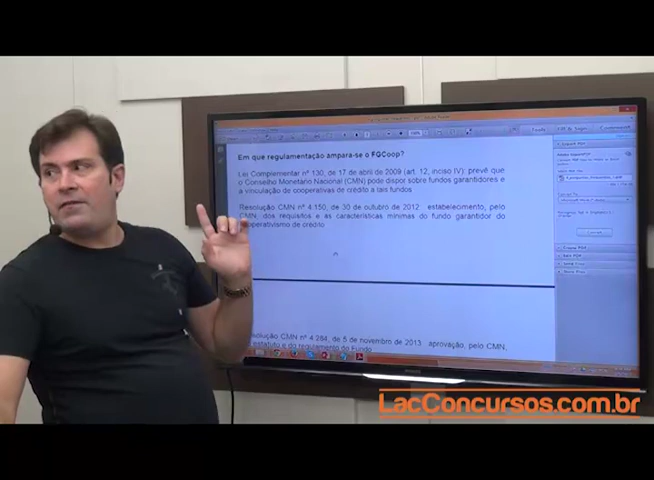 Em que regulamentação ampara-se o FGCoop?
Lei Complementar nº 130, de 17 de abril de 2009 (art. 12, inciso IV): prevê que
o Conselho Monetário Nacional (CMN) pode dispor sobre fundos garantidores e
a vinculação de cooperativas de crédito a tais fundos
Resolução CMN nº 4.150, de 30 de outubro de 2012 estabelecimento, pelo
CMN, dos requisitos e as características mínimas do fundo garantidor do
cooperativismo de crédito
CMN nº 4.284, de 5 de novembro de 2013 aprovação, pelo CMN,
estatuto e do regulamento do Fundo
LacConcursos.com.br